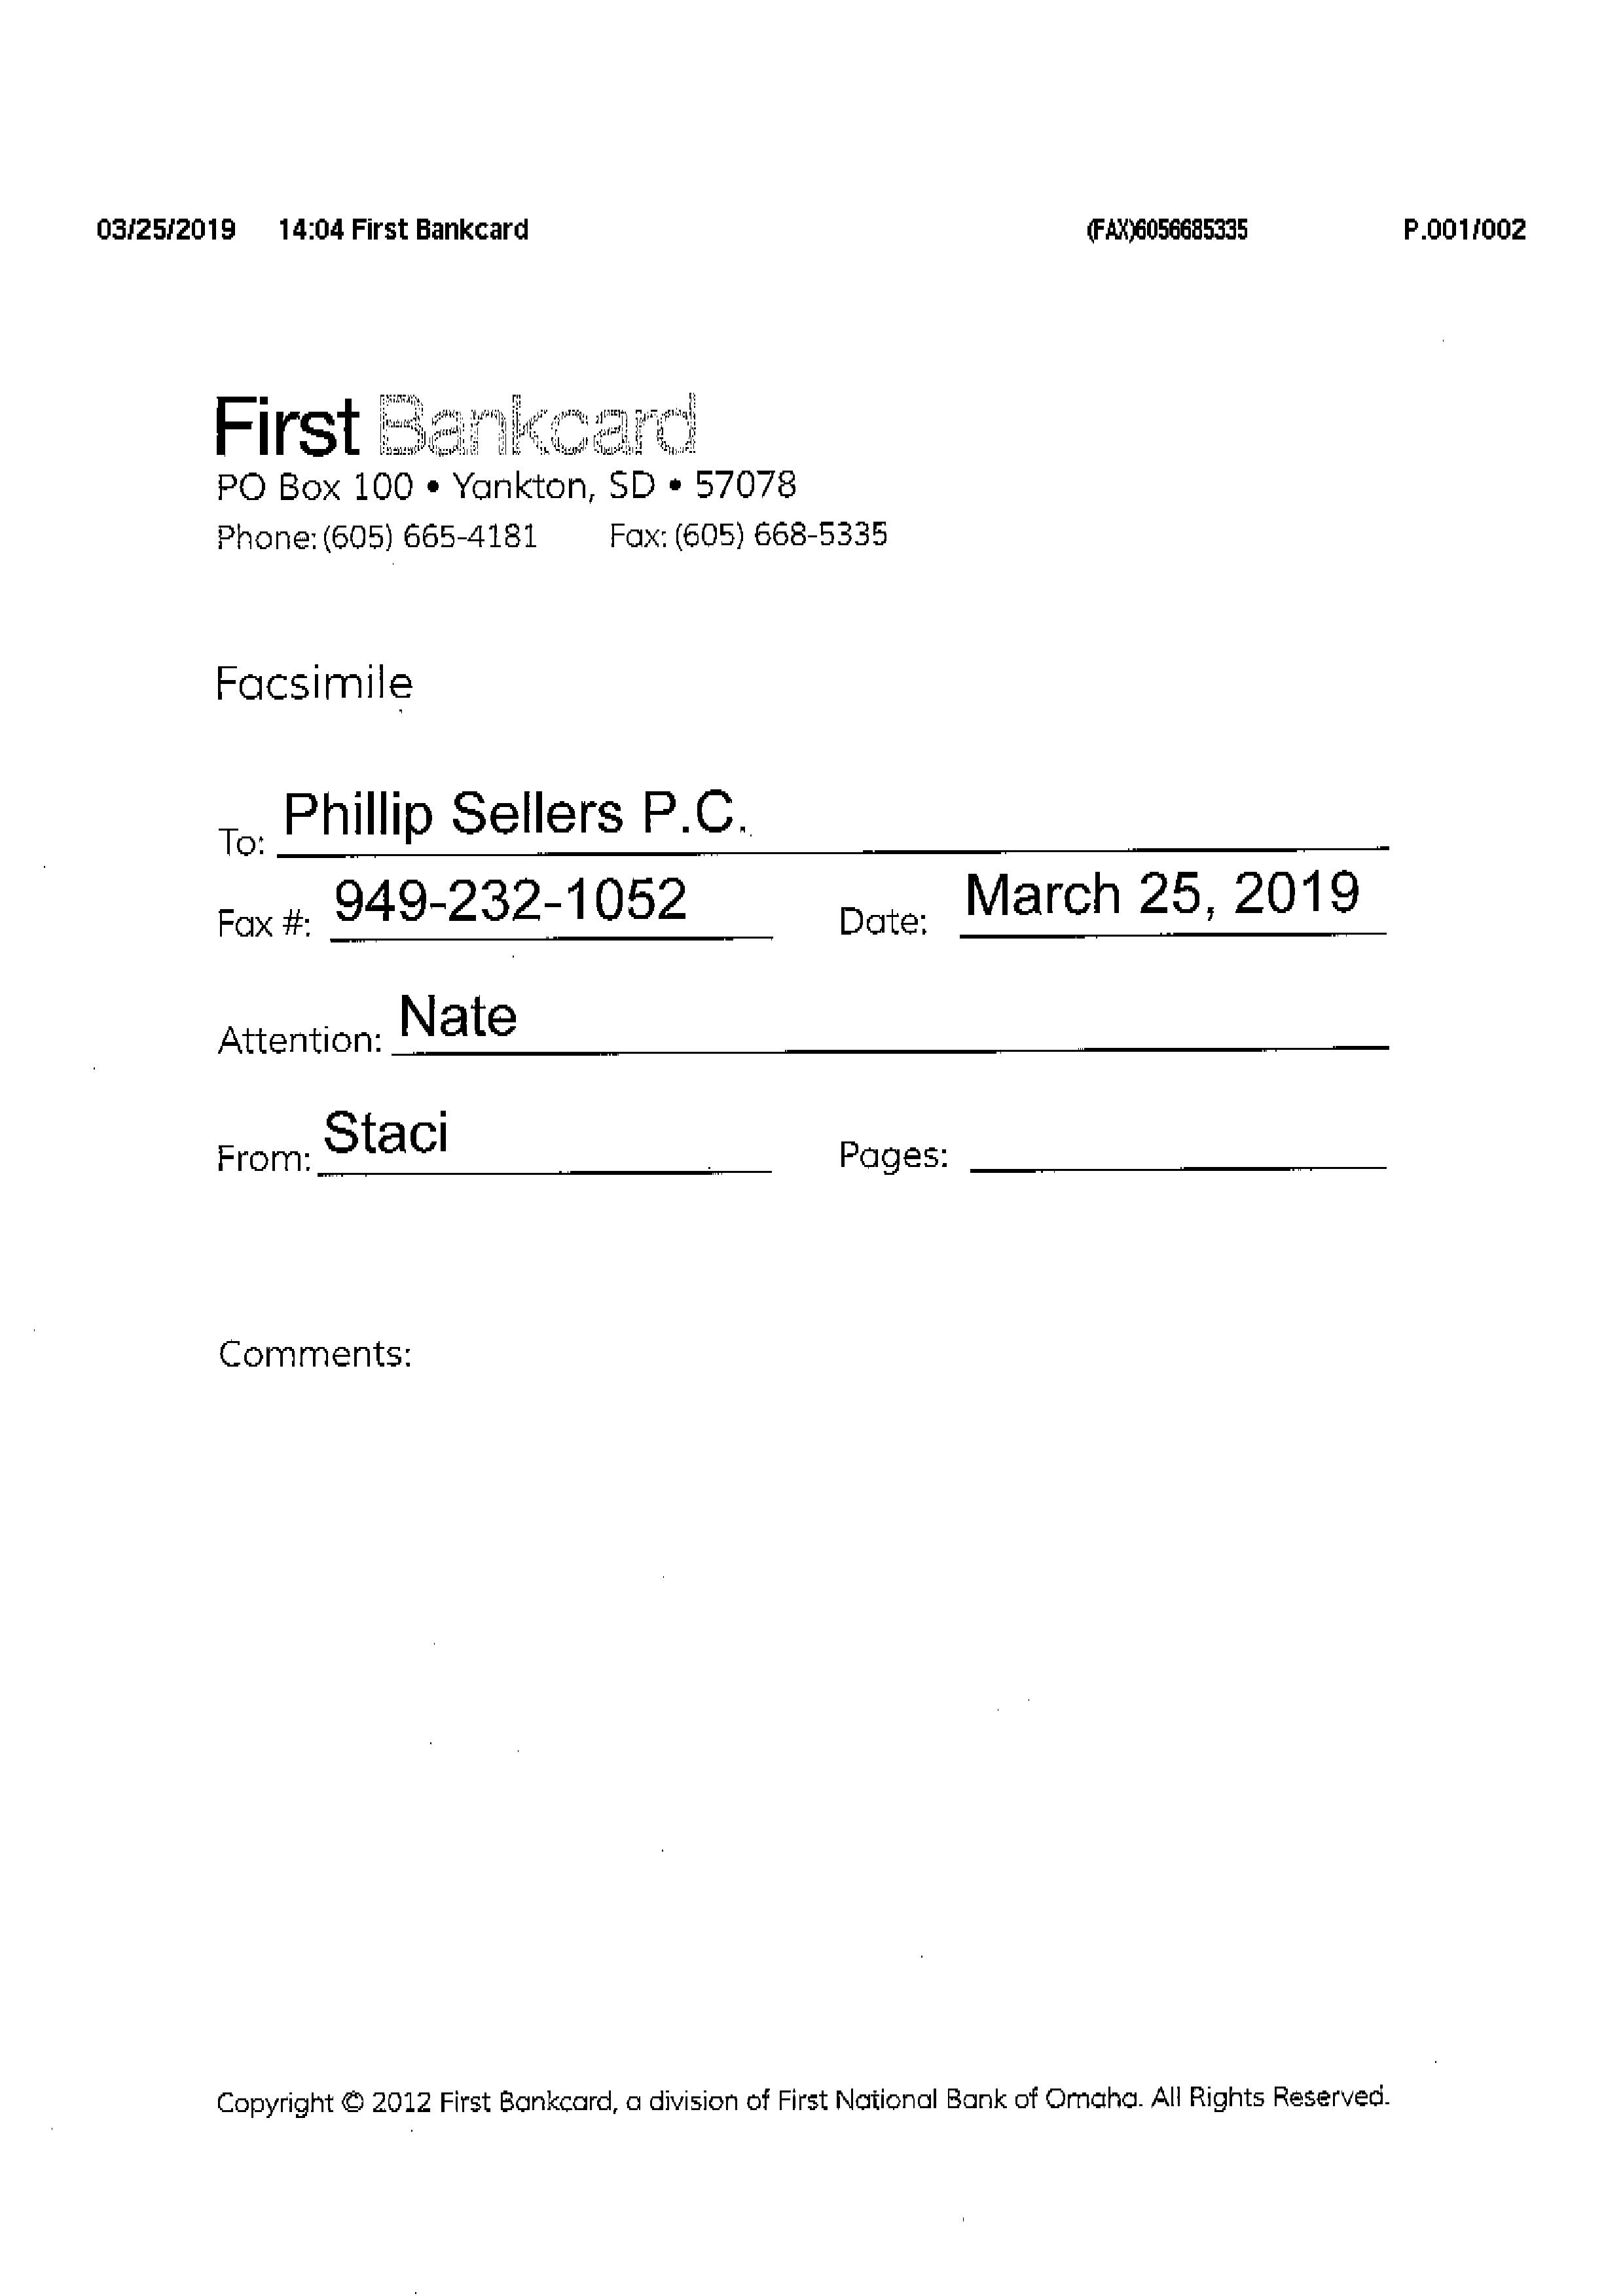 03/25/2019 14:04 First Bankcard (FAX)6056685335 P.001/002
First Bankcard
PO Box 100 • Yankton, SD • 57078
Phone: (605) 665-4181 Fax: (605) 668-5335
Facsimile
To: Phillip Sellers P.C.
Fax #: 949-232-1052 Date: March 25, 2019
Attention: Nate
From: Staci Pages:
Comments:
Copyright © 2012 First Bankcard, a division of First National Bank of Omaha. All Rights Reserved.